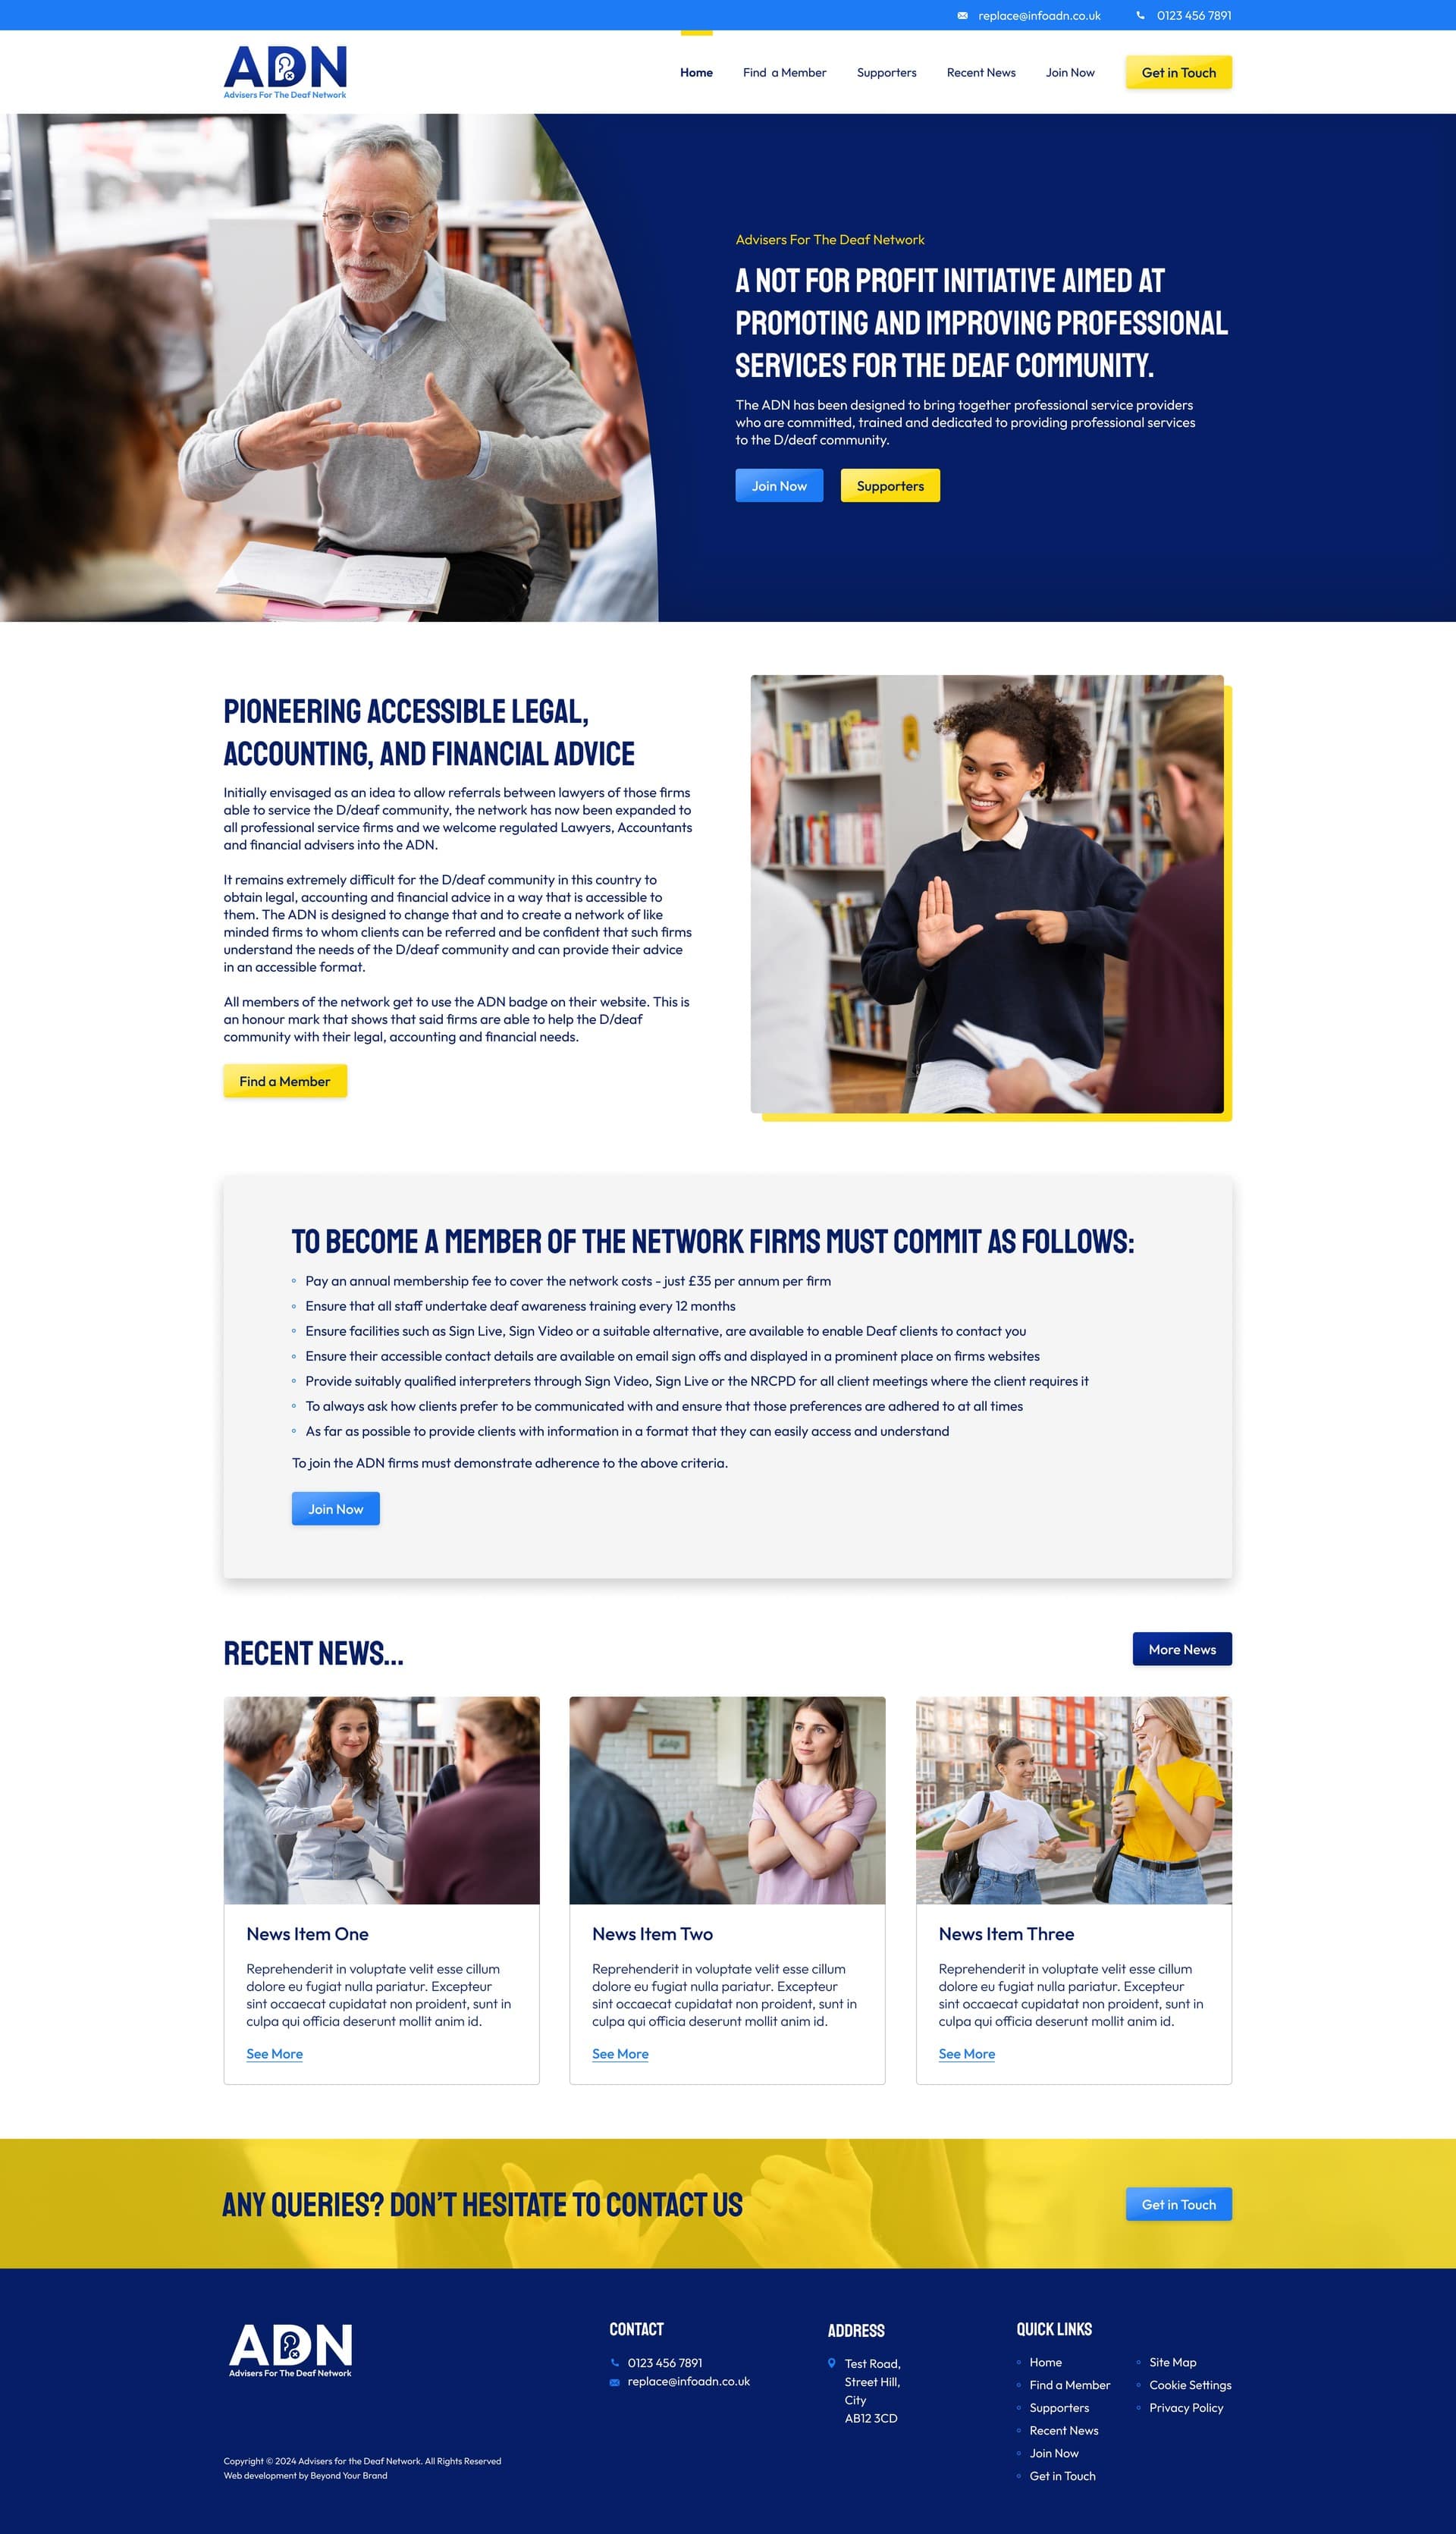 replace@infoadn.co.uk 0123 456 7891
ADN
Advisers For The Deaf Network
Home Find a Member Supporters Recent News Join Now Get in Touch
Advisers For The Deaf Network
A NOT FOR PROFIT INITIATIVE AIMED AT
PROMOTING AND IMPROVING PROFESSIONAL
SERVICES FOR THE DEAF COMMUNITY.
The ADN has been designed to bring together professional service providers
who are committed, trained and dedicated to providing professional services
to the D/deaf community.
Join Now Supporters
PIONEERING ACCESSIBLE LEGAL,
ACCOUNTING, AND FINANCIAL ADVICE
Initially envisaged as an idea to allow referrals between lawyers of those firms
able to service the D/deaf community, the network has now been expanded to
all professional service firms and we welcome regulated Lawyers, Accountants
and financial advisers into the ADN.
It remains extremely difficult for the D/deaf community in this country to
obtain legal, accounting and financial advice in a way that is accessible to
them. The ADN is designed to change that and to create a network of like
minded firms to whom clients can be referred and be confident that such firms
understand the needs of the D/deaf community and can provide their advice
in an accessible format.
All members of the network get to use the ADN badge on their website. This is
an honour mark that shows that said firms are able to help the D/deaf
community with their legal, accounting and financial needs.
Find a Member
TO BECOME A MEMBER OF THE NETWORK FIRMS MUST COMMIT AS FOLLOWS:
Pay an annual membership fee to cover the network costs - just £35 per annum per firm
Ensure that all staff undertake deaf awareness training every 12 months
Ensure facilities such as Sign Live, Sign Video or a suitable alternative, are available to enable Deaf clients to contact you
Ensure their accessible contact details are available on email sign offs and displayed in a prominent place on firms websites
Provide suitably qualified interpreters through Sign Video, Sign Live or the NRCPD for all client meetings where the client requires it
To always ask how clients prefer to be communicated with and ensure that those preferences are adhered to at all times
As far as possible to provide clients with information in a format that they can easily access and understand
To join the ADN firms must demonstrate adherence to the above criteria.
Join Now
RECENT NEWS...
More News
News Item One
Reprehenderit in voluptate velit esse cillum
dolore eu fugiat nulla pariatur. Excepteur
sint occaecat cupidatat non proident, sunt in
culpa qui officia deserunt mollit anim id.
See More
News Item Two
Reprehenderit in voluptate velit esse cillum
dolore eu fugiat nulla pariatur. Excepteur
sint occaecat cupidatat non proident, sunt in
culpa qui officia deserunt mollit anim id.
See More
News Item Three
Reprehenderit in voluptate velit esse cillum
dolore eu fugiat nulla pariatur. Excepteur
sint occaecat cupidatat non proident, sunt in
culpa qui officia deserunt mollit anim id.
See More
ANY QUERIES? DON'T HESITATE TO CONTACT US
Get in Touch
ADN
Advisers For The Deaf Network
CONTACT
0123 456 7891
replace@infoadn.co.uk
ADDRESS
Test Road,
Street Hill,
City
AB12 3CD
QUICK LINKS
Home
Find a Member
Supporters
Recent News
Join Now
Get in Touch
Site Map
Cookie Settings
Privacy Policy
Copyright © 2024 Advisers for the Deaf Network. All Rights Reserved
Web development by Beyond Your Brand